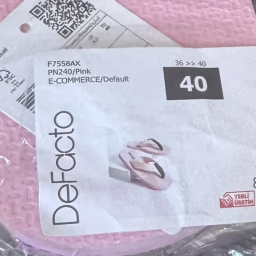 F7558AX
PN240/Pink
E-COMMERCE/Default
36 >> 40
40
DeFacto
YERLİ
ÜRETİM